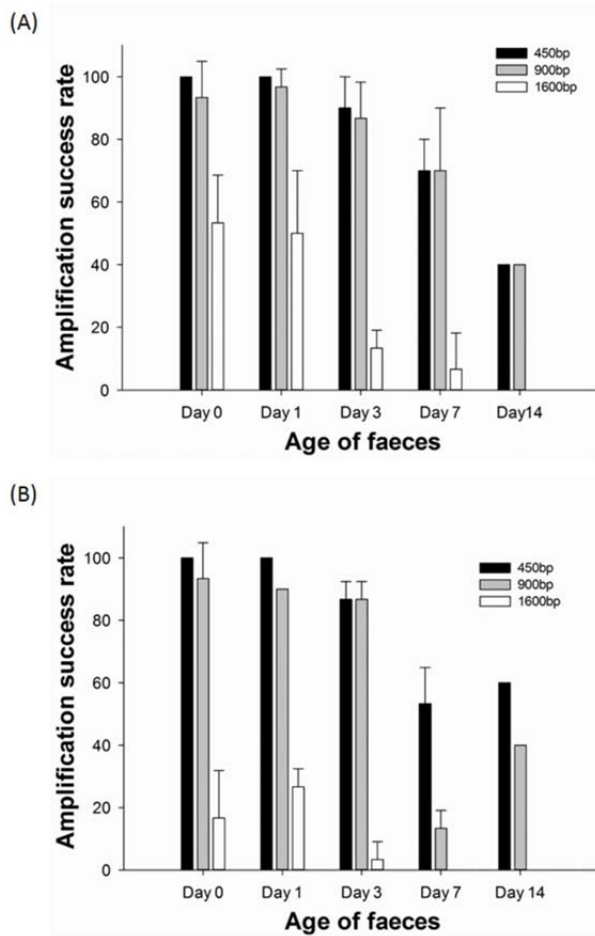 (A)
450bp
900bp
1600bp
100
80
60
40
20
0
Amplification success rate
Day 0 Day 1 Day 3 Day 7 Day14
Age of faeces
(B)
450bp
900bp
1600bp
100
80
60
40
20
0
Amplification success rate
Day 0 Day 1 Day 3 Day 7 Day 14
Age of faeces